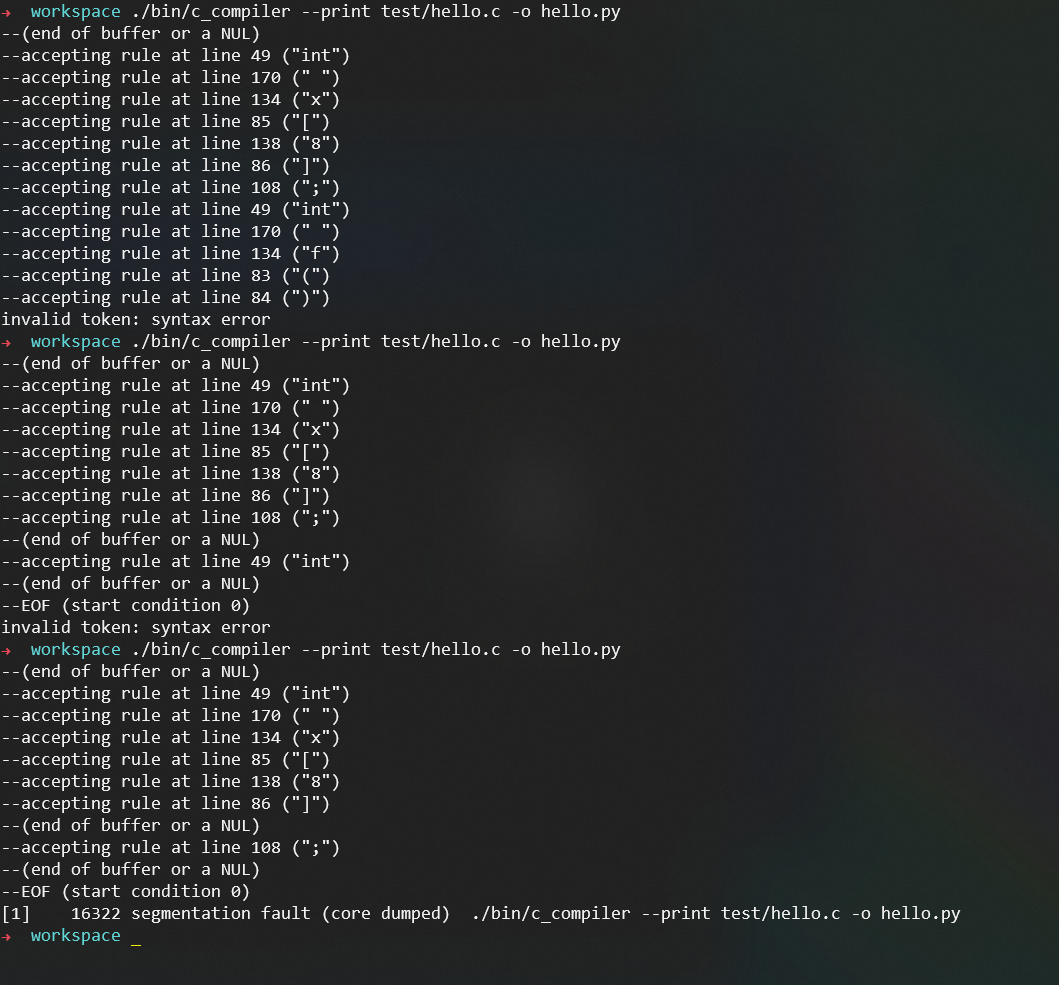 → workspace ./bin/c_compiler --print test/hello.c -o hello.py
--(end of buffer or a NUL)
--accepting rule at line 49 ("int")
--accepting rule at line 170 (" ")
--accepting rule at line 134 ("x")
--accepting rule at line 85 ("[")
--accepting rule at line 138 ("8")
--accepting rule at line 86 ("]")
--accepting rule at line 108 (";")
--accepting rule at line 49 ("int")
--accepting rule at line 170 (" ")
--accepting rule at line 134 ("f")
--accepting rule at line 83 ("(")
--accepting rule at line 84 (")")
invalid token: syntax error
→ workspace ./bin/c_compiler --print test/hello.c -o hello.py
--(end of buffer or a NUL)
--accepting rule at line 49 ("int")
--accepting rule at line 170 (" ")
--accepting rule at line 134 ("x")
--accepting rule at line 85 ("[")
--accepting rule at line 138 ("8")
--accepting rule at line 86 ("]")
--accepting rule at line 108 (";")
--(end of buffer or a NUL)
--accepting rule at line 49 ("int")
--(end of buffer or a NUL)
--EOF (start condition 0)
invalid token: syntax error
→ workspace ./bin/c_compiler --print test/hello.c -o hello.py
--(end of buffer or a NUL)
--accepting rule at line 49 ("int")
--accepting rule at line 170 (" ")
--accepting rule at line 134 ("x")
--accepting rule at line 85 ("[")
--accepting rule at line 138 ("8")
--accepting rule at line 86 ("]")
--(end of buffer or a NUL)
--accepting rule at line 108 (";")
--(end of buffer or a NUL)
--EOF (start condition 0)
[1]    16322 segmentation fault (core dumped)  ./bin/c_compiler --print test/hello.c -o hello.py
→ workspace _